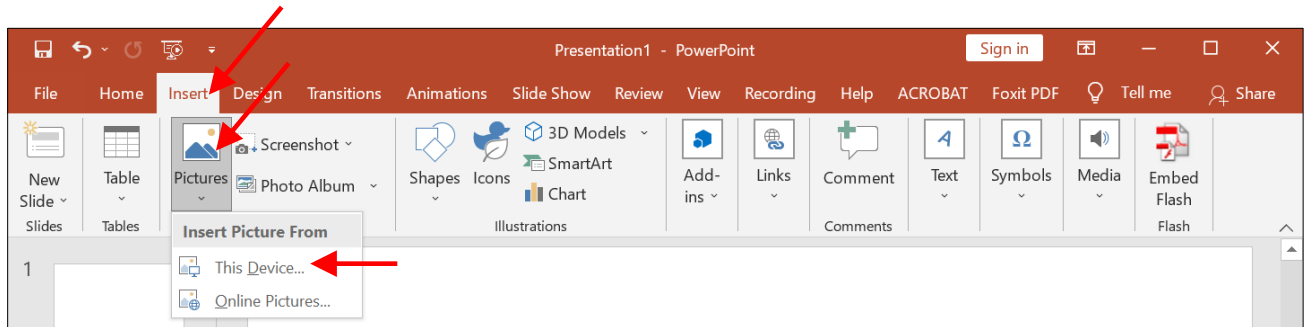 Presentation1 - PowerPoint Sign in
File Home Insert Design Transitions Animations Slide Show Review View Recording Help ACROBAT Foxit PDF Tell me Share
New Slide
Slides
Table
Tables
Pictures
Screenshot
Photo Album
Shapes
Icons
3D Models
SmartArt
Chart
Illustrations
Add-ins
Links
Comment
Comments
A
Text
Ω
Symbols
Media
Embed Flash
Flash
Insert Picture From
This Device...
Online Pictures...
1